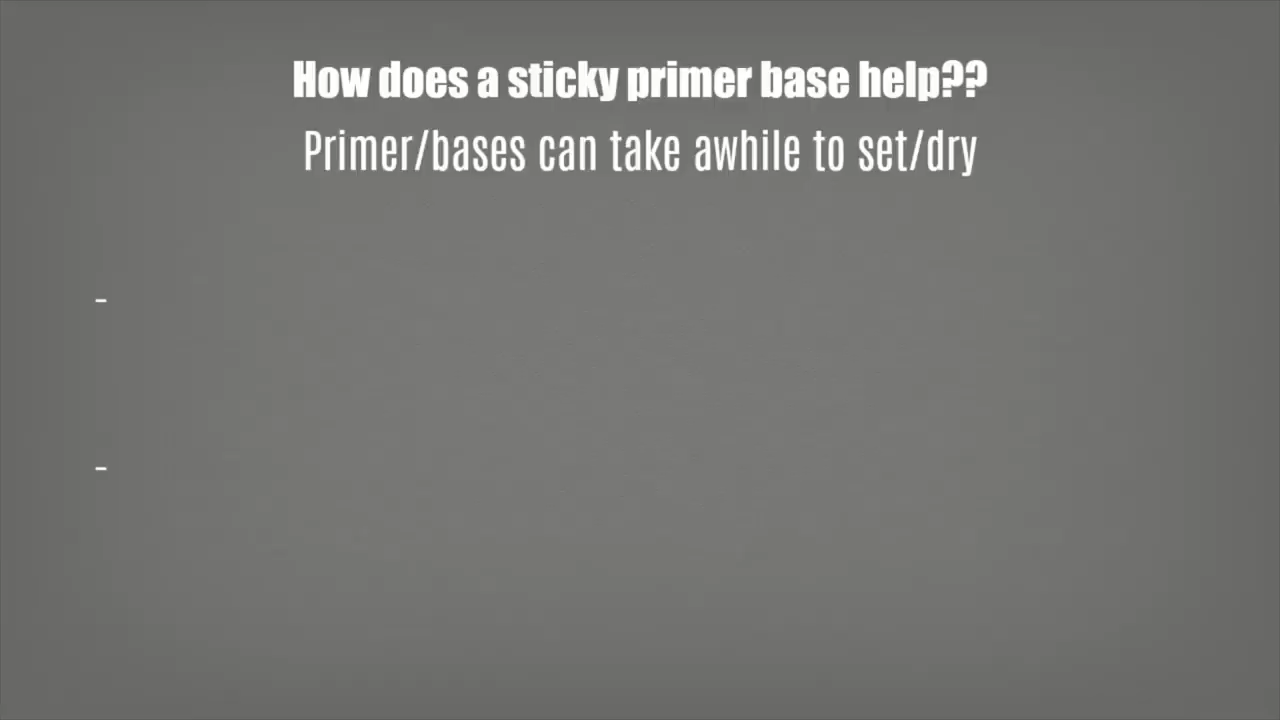 How does a sticky primer base help??
Primer/bases can take awhile to set/dry
-
-